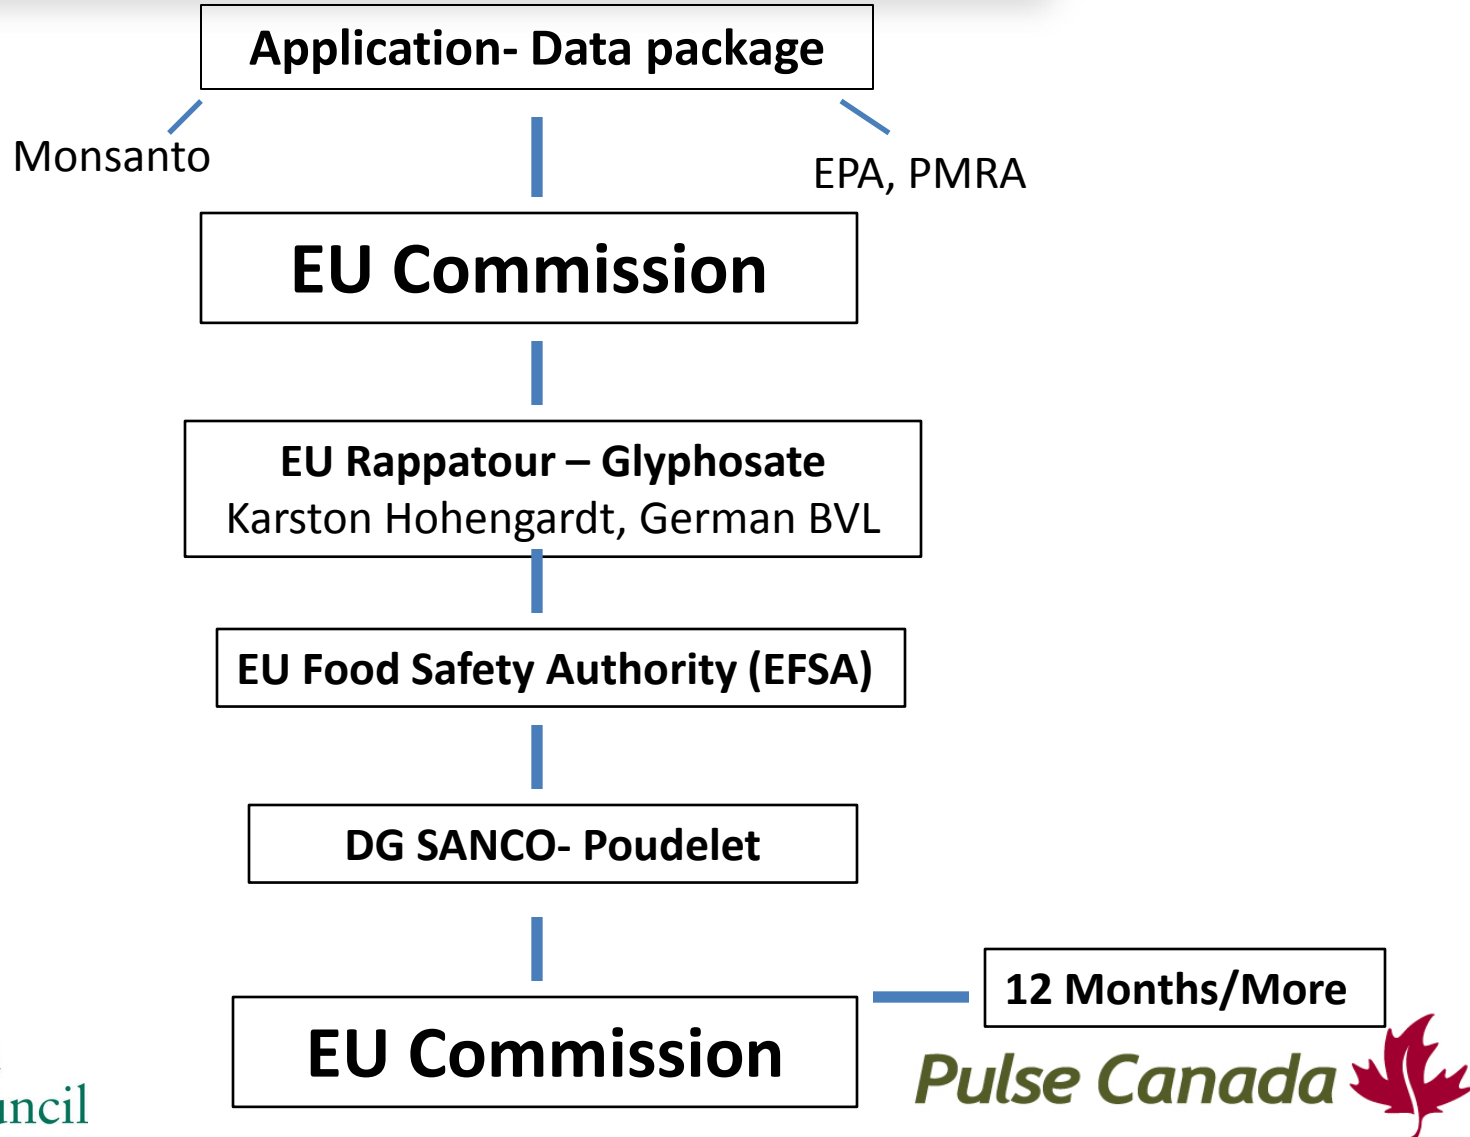 Application- Data package
Monsanto
EPA, PMRA
EU Commission
EU Rappatour – Glyphosate
Karston Hohengardt, German BVL
EU Food Safety Authority (EFSA)
DG SANCO- Poudelet
12 Months/More
EU Commission
Pulse Canada